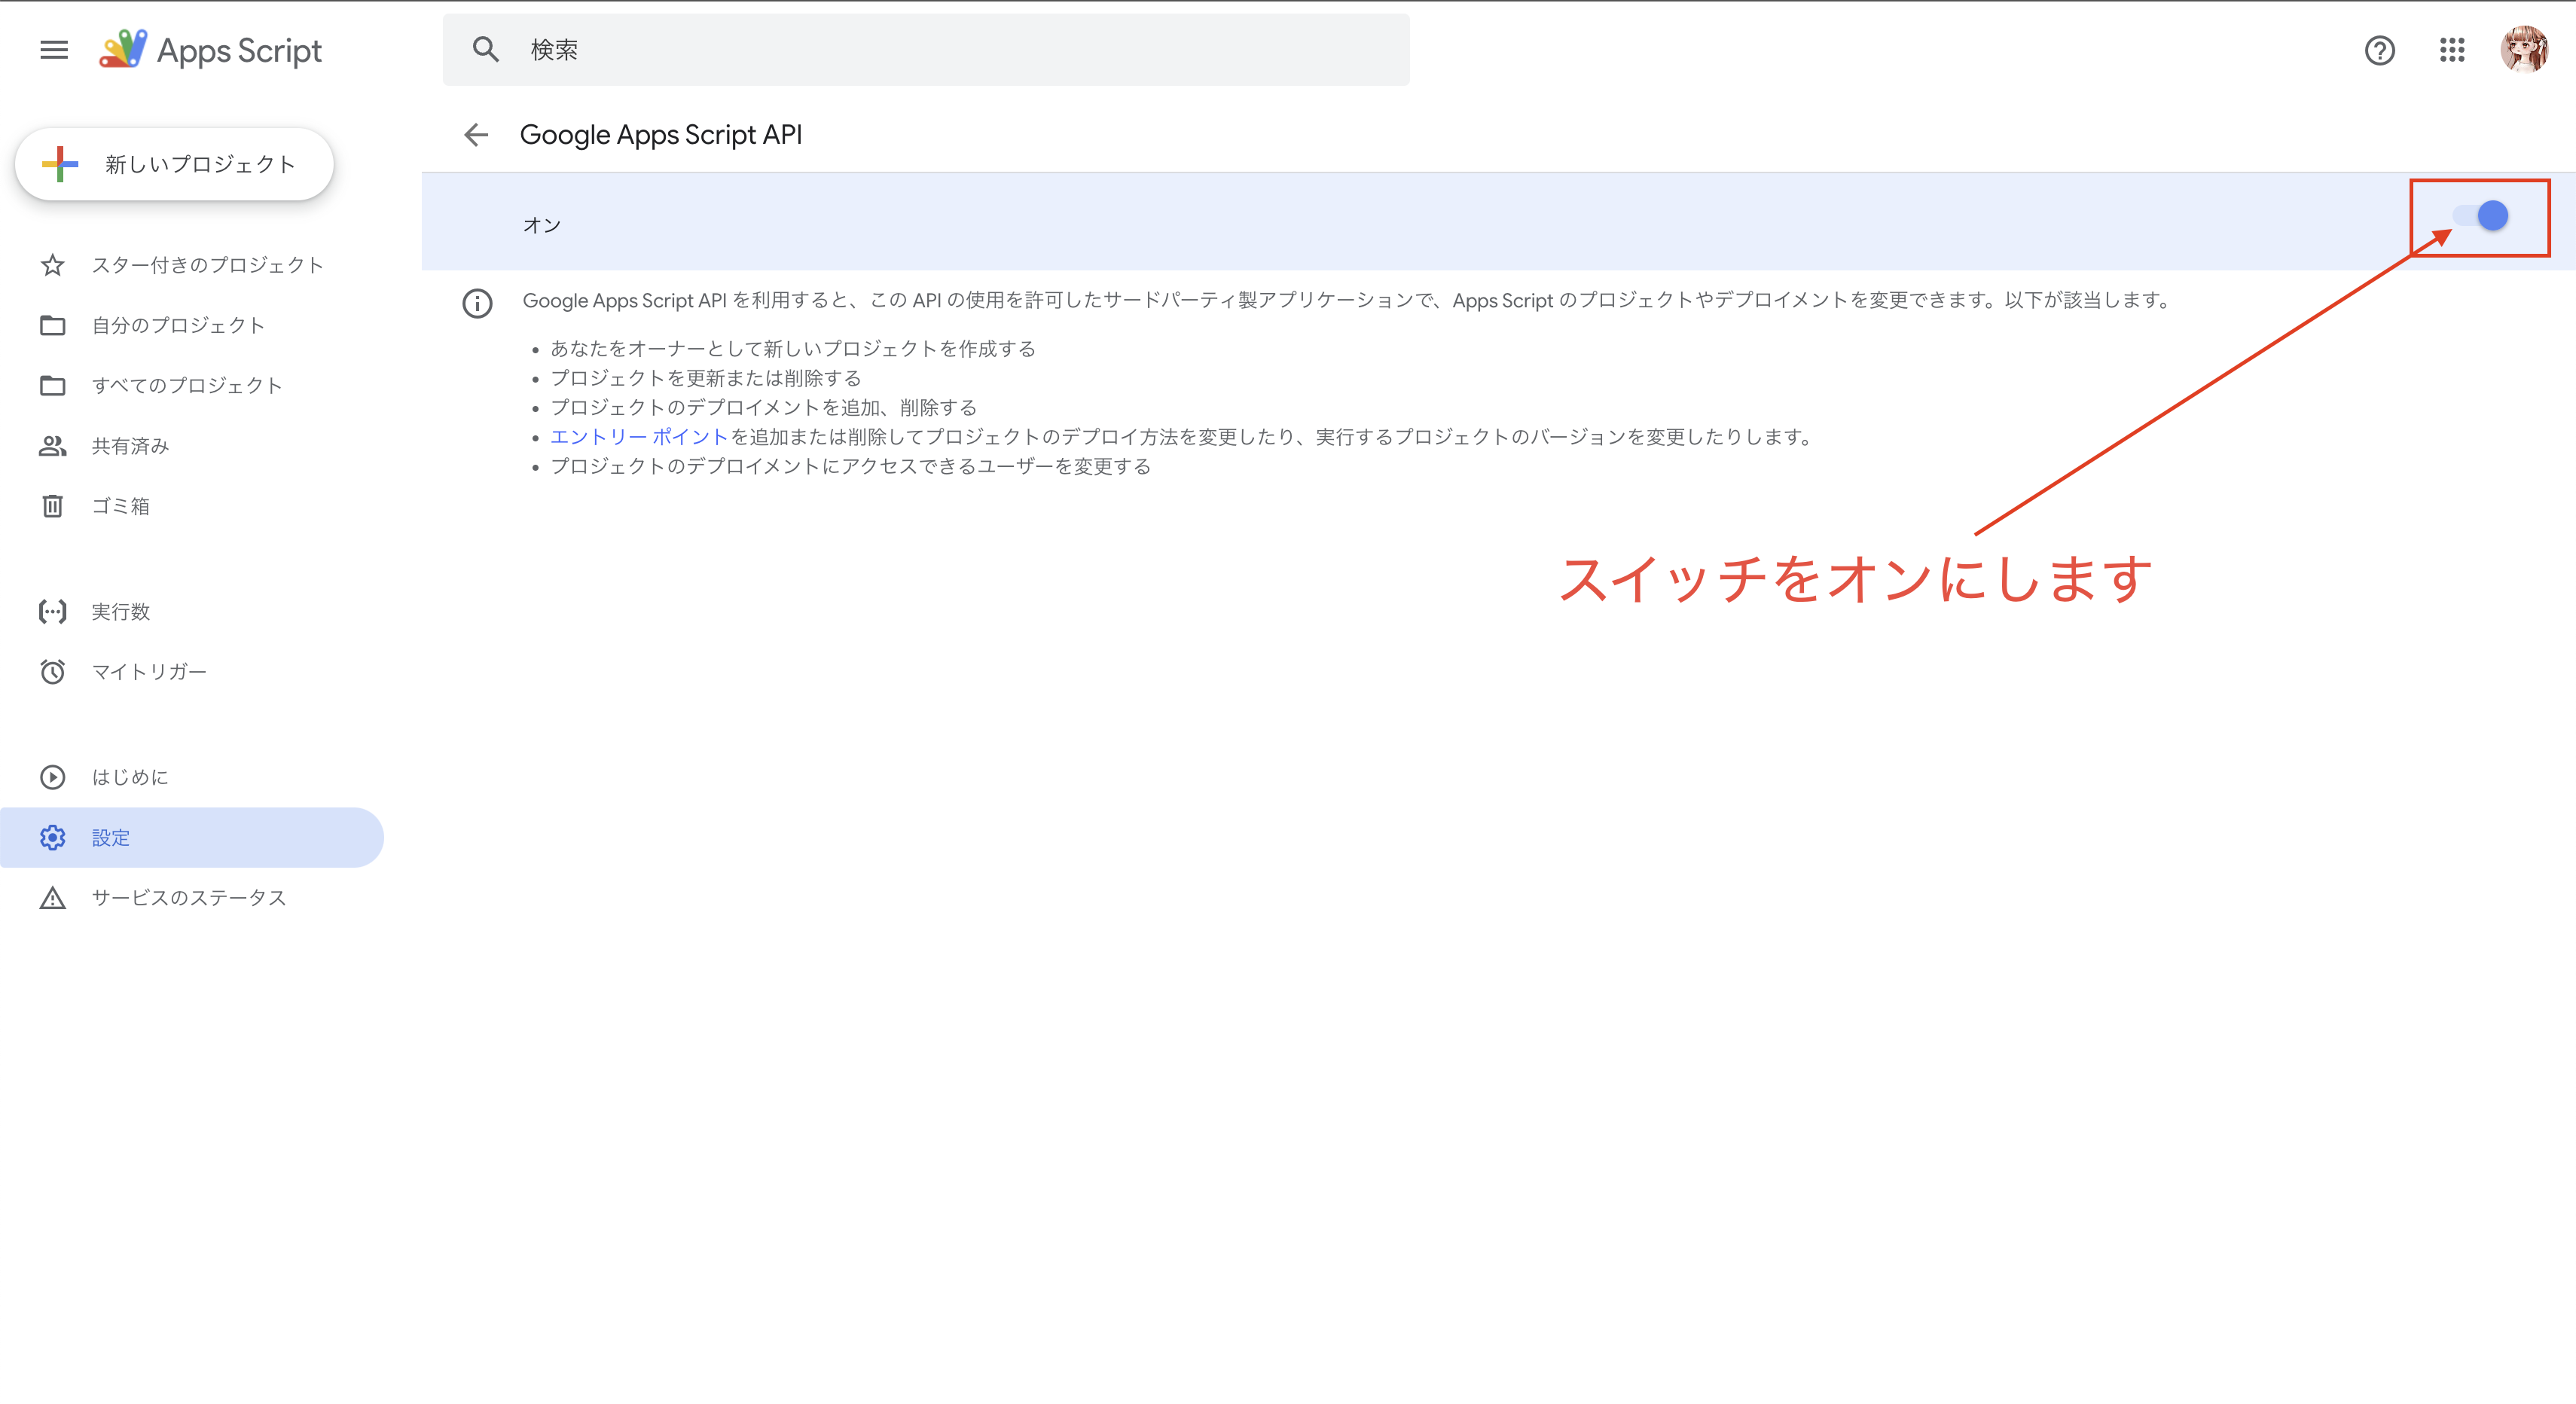 Apps Script
検索
Google Apps Script API
新しいプロジェクト
オン
スター付きのプロジェクト
自分のプロジェクト
すべてのプロジェクト
共有済み
ゴミ箱
実行数
マイトリガー
はじめに
設定
サービスのステータス
Google Apps Script API を利用すると、この API の使用を許可したサードパーティ製アプリケーションで、Apps Script のプロジェクトやデプロイメントを変更できます。以下が該当します。
• あなたをオーナーとして新しいプロジェクトを作成する
• プロジェクトを更新または削除する
• プロジェクトのデプロイメントを追加、削除する
• エントリー ポイントを追加または削除してプロジェクトのデプロイ方法を変更したり、実行するプロジェクトのバージョンを変更したりします。
• プロジェクトのデプロイメントにアクセスできるユーザーを変更する
スイッチをオンにします